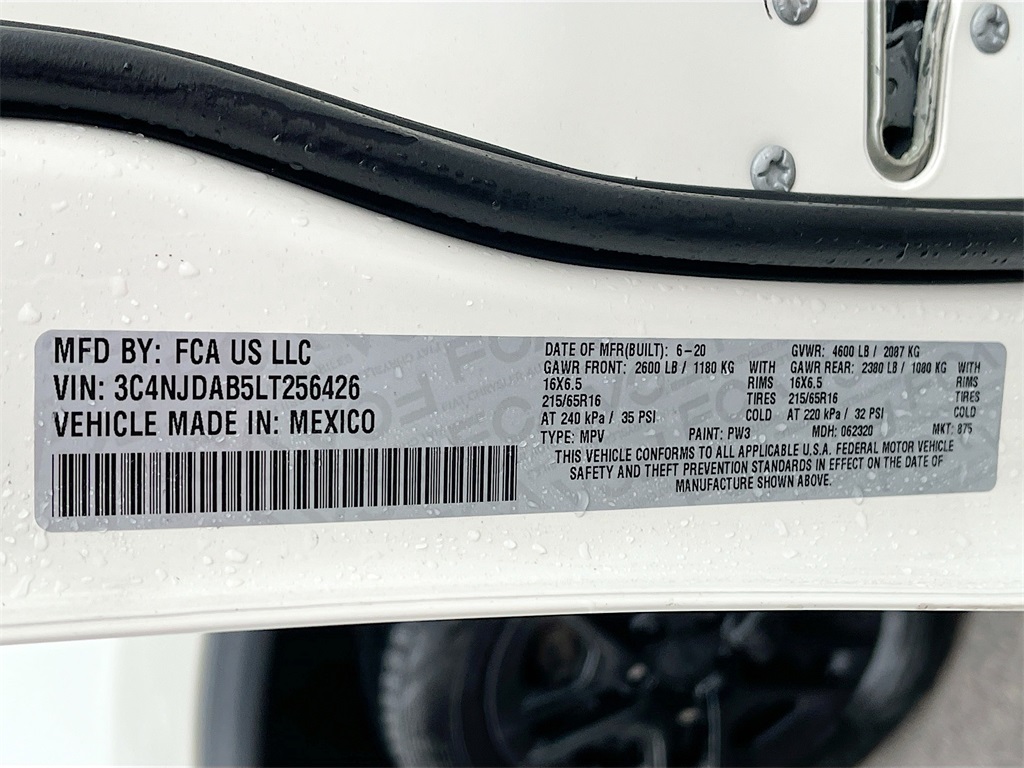 MFD BY: FCA US LLC
VIN: 3C4NJDAB5LT256426
VEHICLE MADE IN: MEXICO
DATE OF MFR(BUILT): 6-20
GAWR FRONT: 2600 LB / 1180 KG WITH
16X6.5 RIMS
215/65R16 TIRES
AT 240 kPa / 35 PSI COLD
GVWR: 4600 LB / 2087 KG
GAWR REAR: 2380 LB / 1080 KG WITH
16X6.5 RIMS
215/65R16 TIRES
AT 220 kPa / 32 PSI COLD
TYPE: MPV PAINT: PW3 MDH: 062320 MKT: 875
THIS VEHICLE CONFORMS TO ALL APPLICABLE U.S.A. FEDERAL MOTOR VEHICLE
SAFETY AND THEFT PREVENTION STANDARDS IN EFFECT ON THE DATE OF
MANUFACTURE SHOWN ABOVE.